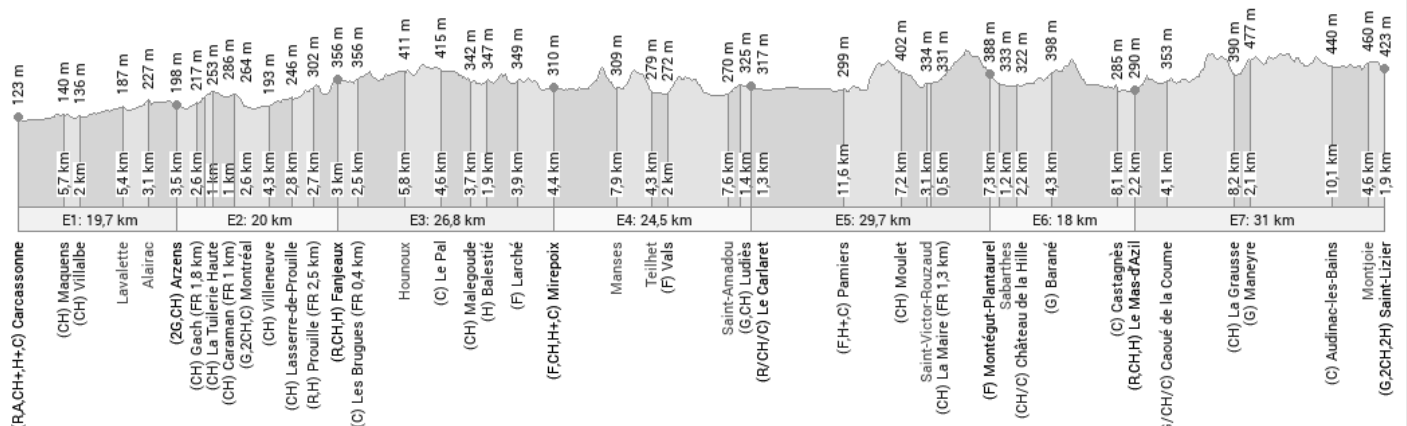 123 m
140 m
136 m
187 m
227 m
198 m
217 m
253 m
286 m
264 m
193 m
246 m
302 m
356 m
356 m
411 m
415 m
342 m
347 m
349 m
310 m
309 m
279 m
272 m
270 m
325 m
317 m
299 m
402 m
334 m
331 m
388 m
333 m
322 m
398 m
285 m
290 m
353 m
390 m
477 m
440 m
460 m
423 m
5,7 km
2 km
5,4 km
3,1 km
3,5 km
2,6 km
1 km
1 km
2,6 km
4,3 km
2,8 km
2,7 km
3 km
2,5 km
5,8 km
4,6 km
3,7 km
1,9 km
3,9 km
4,4 km
7,9 km
4,3 km
2 km
7,6 km
1,4 km
1,3 km
11,6 km
7,2 km
3,1 km
0,5 km
7,3 km
1,2 km
2,2 km
4,3 km
8,1 km
2,2 km
4,1 km
8,2 km
2,1 km
10,1 km
4,6 km
1,9 km
E1: 19,7 km
E2: 20 km
E3: 26,8 km
E4: 24,5 km
E5: 29,7 km
E6: 18 km
E7: 31 km
(R,A,CH+,H+,C) Carcassonne
(CH) Maquens
(CH) Villalbe
Lavalette
Alairac
(2G,CH) Arzens
(CH) Gach (FR 1,8 km)
(CH) La Tuilerie Haute
(CH) Caraman (FR 1 km)
(G,2CH,C) Montréal
(CH) Villeneuve
(CH) Lasserre-de-Prouille
(R,H) Prouille (FR 2,5 km)
(R,CH,H) Fanjeaux
(C) Les Brugues (FR 0,4 km)
Hounoux
(C) Le Pal
(CH) Malegoude
(H) Balestié
(F) Larché
(F,CH,H+,C) Mirepoix
Manses
Teilhet
(F) Vals
Saint-Amadou
(G,CH) Ludiès
(R/CH/C) Le Carlaret
(F,H+,C) Pamiers
(CH) Moulet
Saint-Victor-Rouzaud
(CH) La Maire (FR 1,3 km)
(F) Montégut-Plantaurel
Sabarthes
(CH/C) Château de la Hille
(G) Barané
(C) Castagnès
(R,CH,H) Le Mas-d'Azil
/CH/C) Caoué de la Coume
(CH) La Grausse
(G) Maneyre
(C) Audinac-les-Bains
Montjoie
(G,2CH,2H) Saint-Lizier